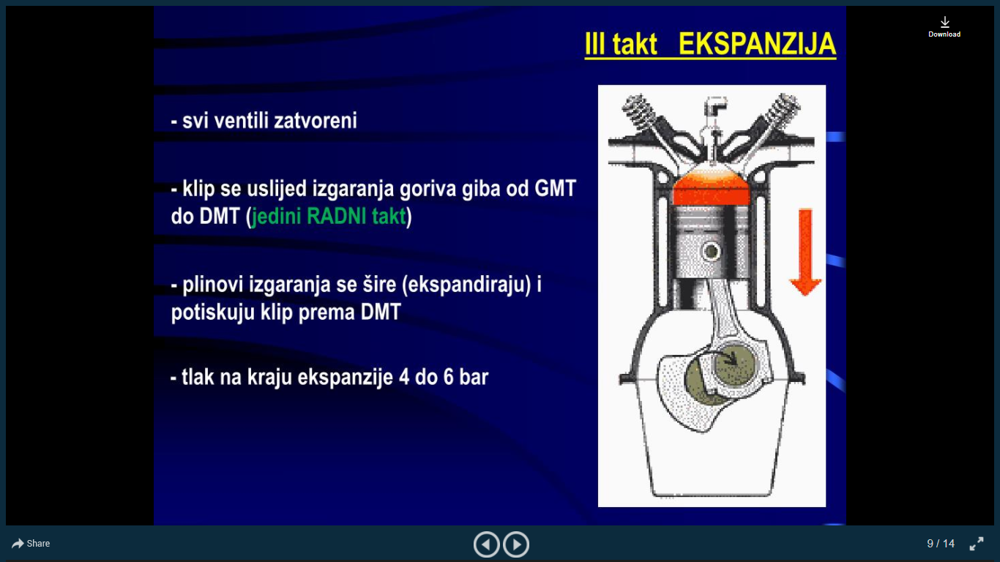 III takt EKSPANZIJA
Download
- svi ventili zatvoreni
- klip se uslijed izgaranja goriva giba od GMT
do DMT (jedini RADNI takt)
- plinovi izgaranja se šire (ekspandiraju) i
potiskuju klip prema DMT
- tlak na kraju ekspanzije 4 do 6 bar
Share
9 / 14